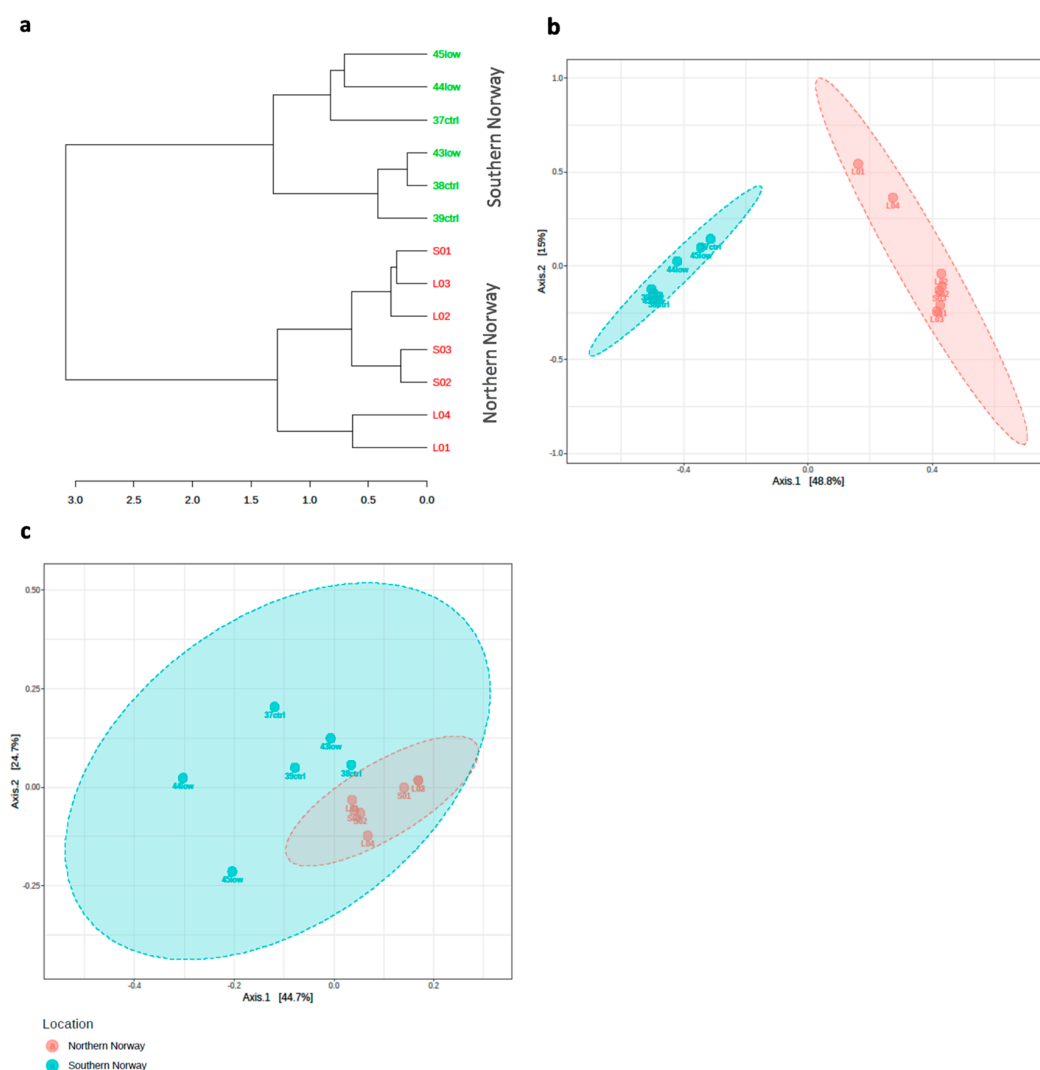 a
45low
44low
37ctrl
43low
38ctrl
39ctrl
S01
L03
L02
S03
S02
L04
L01
Southern Norway
Northern Norway
3.0 2.5 2.0 1.5 1.0 0.5 0.0
b
1.0
0.5
0.0
-0.5
-1.0
Axis.2 [15%]
L01
L04
45low
44low
L03
-0.4 0.0 0.4
Axis.1 [48.8%]
c
0.50
0.25
0.00
-0.25
Axis.2 [24.7%]
37ctrl
43low
39ctrl
38ctrl
44low
S01
S02
L04
45low
-0.4 -0.2 0.0 0.2
Axis.1 [44.7%]
Location
Northern Norway
Southern Norway